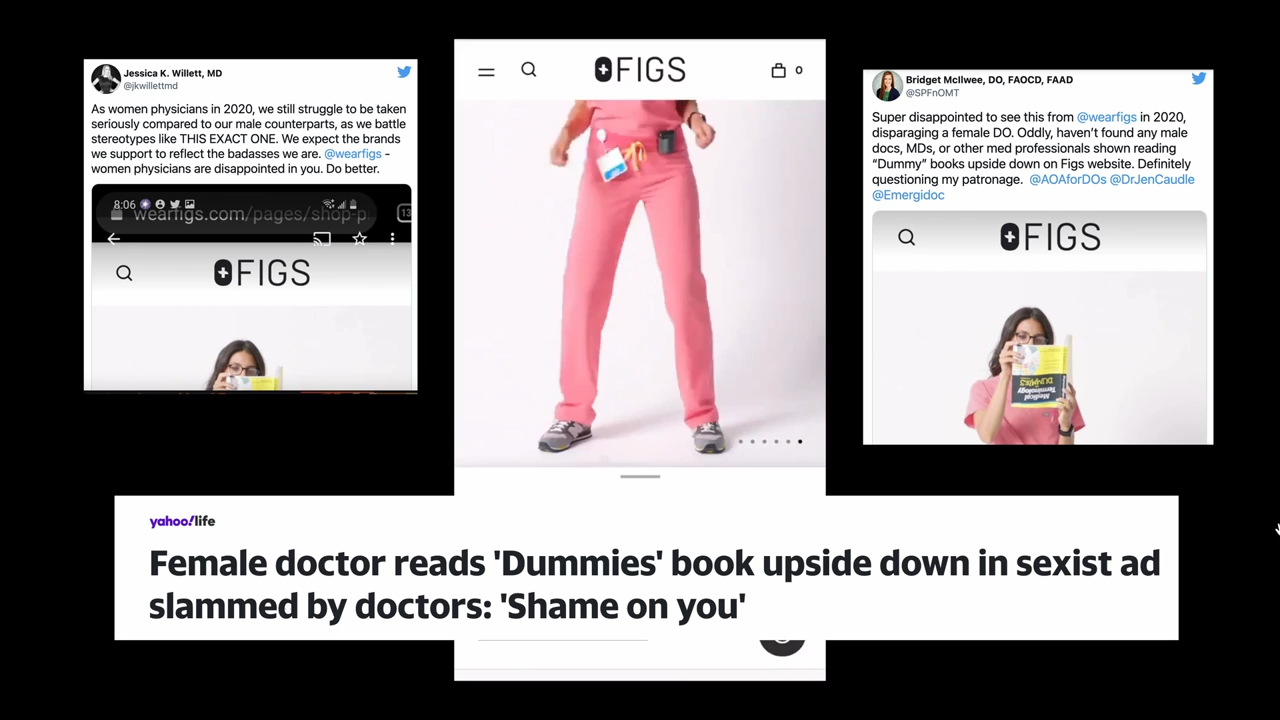 Jessica K. Willett, MD
@jkwillettmd
As women physicians in 2020, we still struggle to be taken
seriously compared to our male counterparts, as we battle
stereotypes like THIS EXACT ONE. We expect the brands
we support to reflect the badasses we are. @wearfigs -
women physicians are disappointed in you. Do better.
8:06
wearfigs.com/pages/shop-p
13
FIGS
FIGS
0
Bridget McIlwee, DO, FAOCD, FAAD
@SPFnOMT
Super disappointed to see this from @wearfigs in 2020,
disparaging a female DO. Oddly, haven't found any male
docs, MDs, or other med professionals shown reading
“Dummy” books upside down on Figs website. Definitely
questioning my patronage. @AOAforDOs @DrJenCaudle
@Emergidoc
FIGS
Medical
Terminology
DUMMIES
yahoo!life
Female doctor reads 'Dummies' book upside down in sexist ad
slammed by doctors: 'Shame on you'